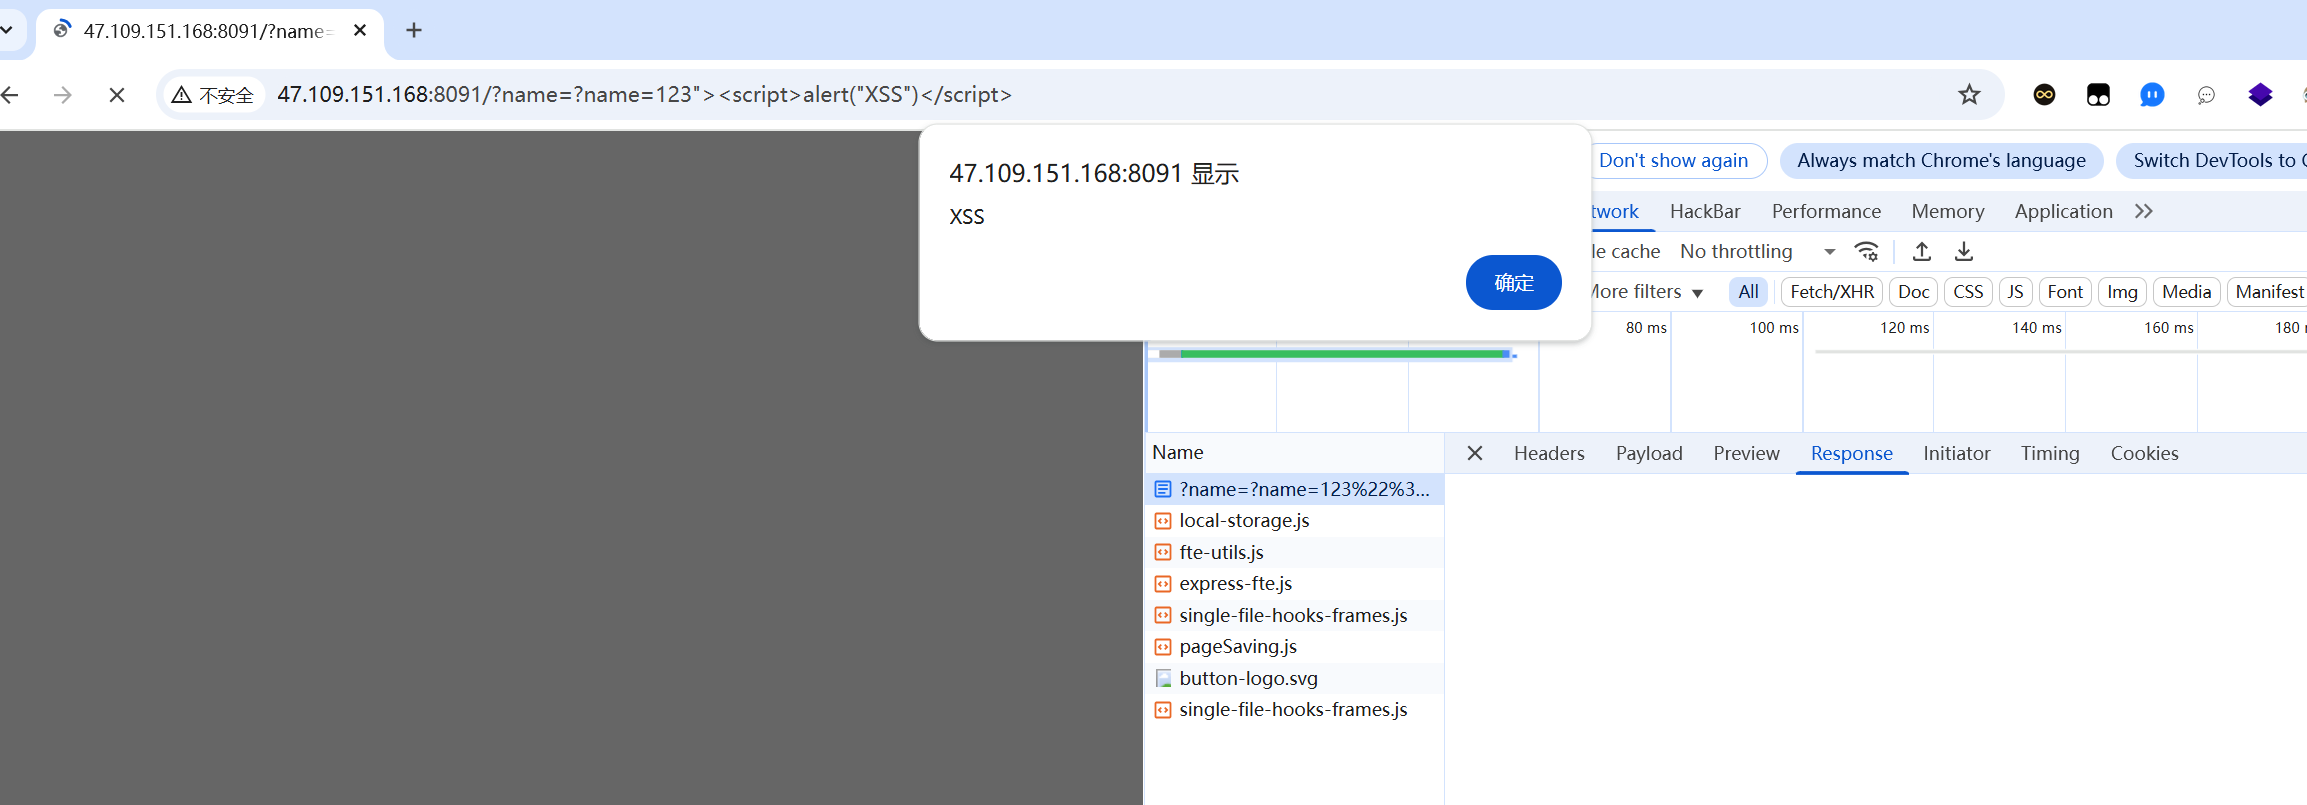 47.109.151.168:8091/?name=
不安全 47.109.151.168:8091/?name=?name=123"><script>alert("XSS")</script>
47.109.151.168:8091 显示
XSS
确定
Don't show again Always match Chrome's language Switch DevTools to
twork HackBar Performance Memory Application
le cache No throttling
More filters All Fetch/XHR Doc CSS JS Font Img Media Manifest
80 ms 100 ms 120 ms 140 ms 160 ms 180
Name Headers Payload Preview Response Initiator Timing Cookies
?name=?name=123%22%3...
local-storage.js
fte-utils.js
express-fte.js
single-file-hooks-frames.js
pageSaving.js
button-logo.svg
single-file-hooks-frames.js